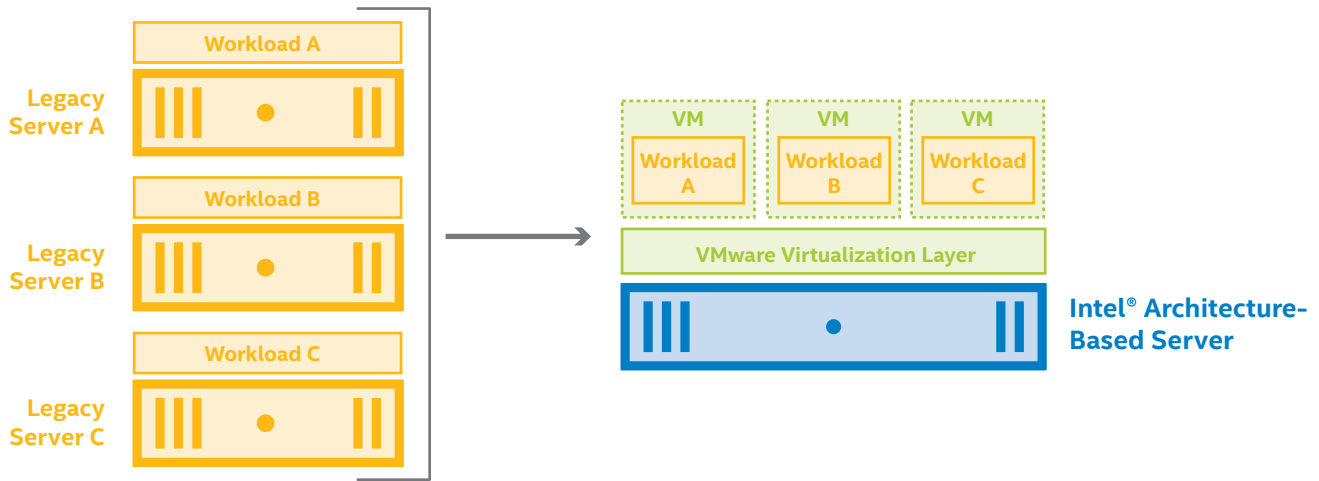 Workload A
Legacy
Server A
Workload B
Legacy
Server B
Workload C
Legacy
Server C
VM
Workload
A
VM
Workload
B
VM
Workload
C
VMware Virtualization Layer
Intel® Architecture-
Based Server